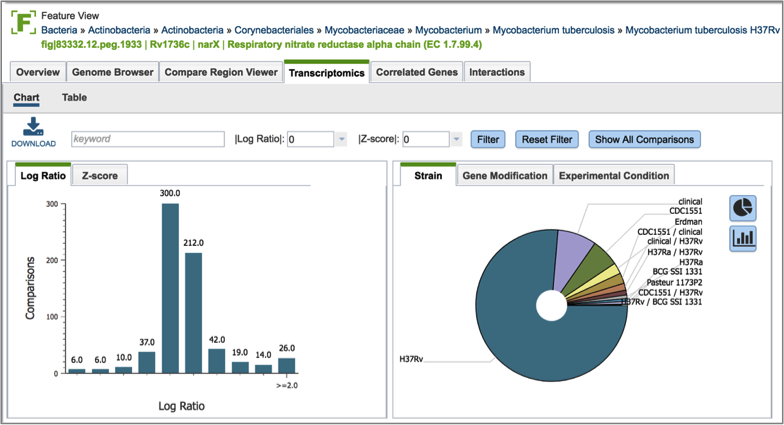 Feature View
Bacteria » Actinobacteria » Actinobacteria » Corynebacteriales » Mycobacteriaceae » Mycobacterium » Mycobacterium tuberculosis » Mycobacterium tuberculosis H37Rv
fig|83332.12.peg.1933 | Rv1736c | narX | Respiratory nitrate reductase alpha chain (EC 1.7.99.4)
Overview Genome Browser Compare Region Viewer Transcriptomics Correlated Genes Interactions
Chart Table
DOWNLOAD keyword |Log Ratio|: 0 |Z-score|: 0 Filter Reset Filter Show All Comparisons
Log Ratio Z-score
Strain Gene Modification Experimental Condition
300.0
300
212.0
200
Comparisons
100
6.0 6.0 10.0 37.0 42.0 19.0 14.0 26.0
0
>=2.0
Log Ratio
clinical
CDC1551
Erdman
CDC1551 / clinical
clinical / H37Rv
H37Ra / H37Rv
H37Ra
BCG SSI 1331
Pasteur 1173P2
CDC1551 / H37Rv
H37Rv / BCG SSI 1331
H37Rv